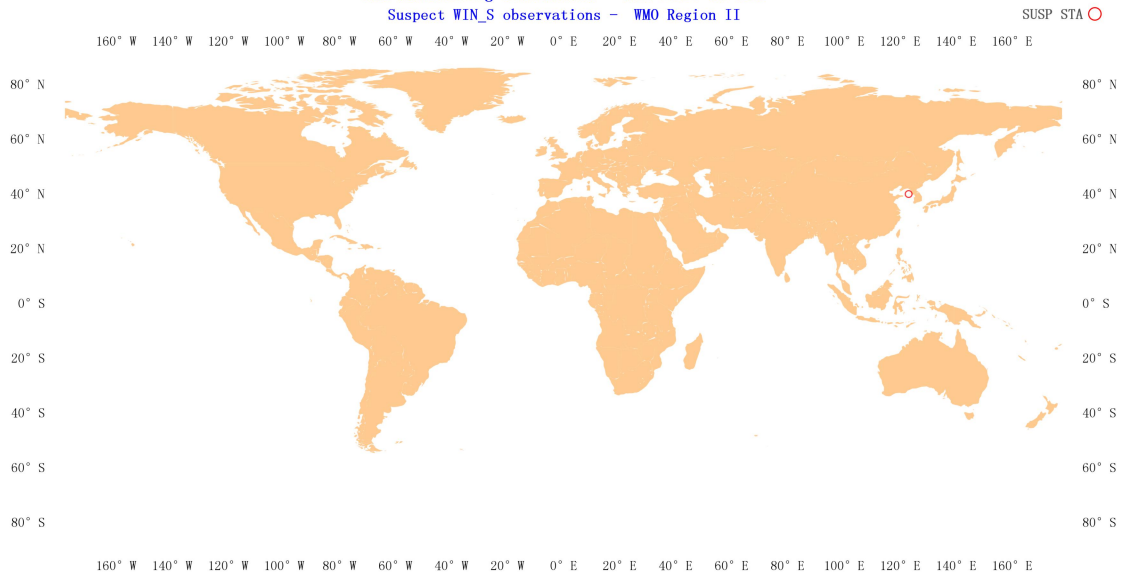 Suspect WIN_S observations - WMO Region II
SUSP STA
160° W 140° W 120° W 100° W 80° W 60° W 40° W 20° W 0° E 20° E 40° E 60° E 80° E 100° E 120° E 140° E 160° E
80° N 80° N
60° N 60° N
40° N 40° N
20° N 20° N
0° S 0° S
20° S 20° S
40° S 40° S
60° S 60° S
80° S 80° S
160° W 140° W 120° W 100° W 80° W 60° W 40° W 20° W 0° E 20° E 40° E 60° E 80° E 100° E 120° E 140° E 160° E